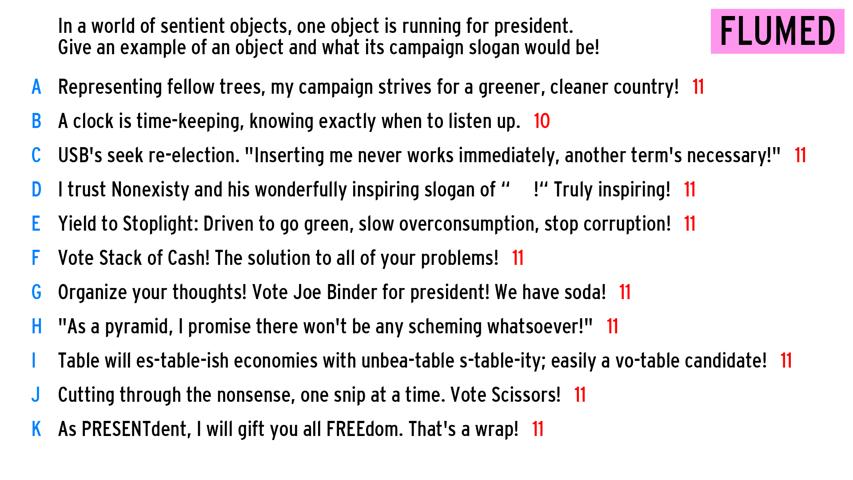 In a world of sentient objects, one object is running for president.
Give an example of an object and what its campaign slogan would be!
FLUMED
A Representing fellow trees, my campaign strives for a greener, cleaner country! 11
B A clock is time-keeping, knowing exactly when to listen up. 10
C USB's seek re-election. "Inserting me never works immediately, another term's necessary!" 11
D I trust Nonexisty and his wonderfully inspiring slogan of “    !“ Truly inspiring! 11
E Yield to Stoplight: Driven to go green, slow overconsumption, stop corruption! 11
F Vote Stack of Cash! The solution to all of your problems! 11
G Organize your thoughts! Vote Joe Binder for president! We have soda! 11
H "As a pyramid, I promise there won't be any scheming whatsoever!" 11
I Table will es-table-ish economies with unbea-table s-table-ity; easily a vo-table candidate! 11
J Cutting through the nonsense, one snip at a time. Vote Scissors! 11
K As PRESENTdent, I will gift you all FREEdom. That's a wrap! 11